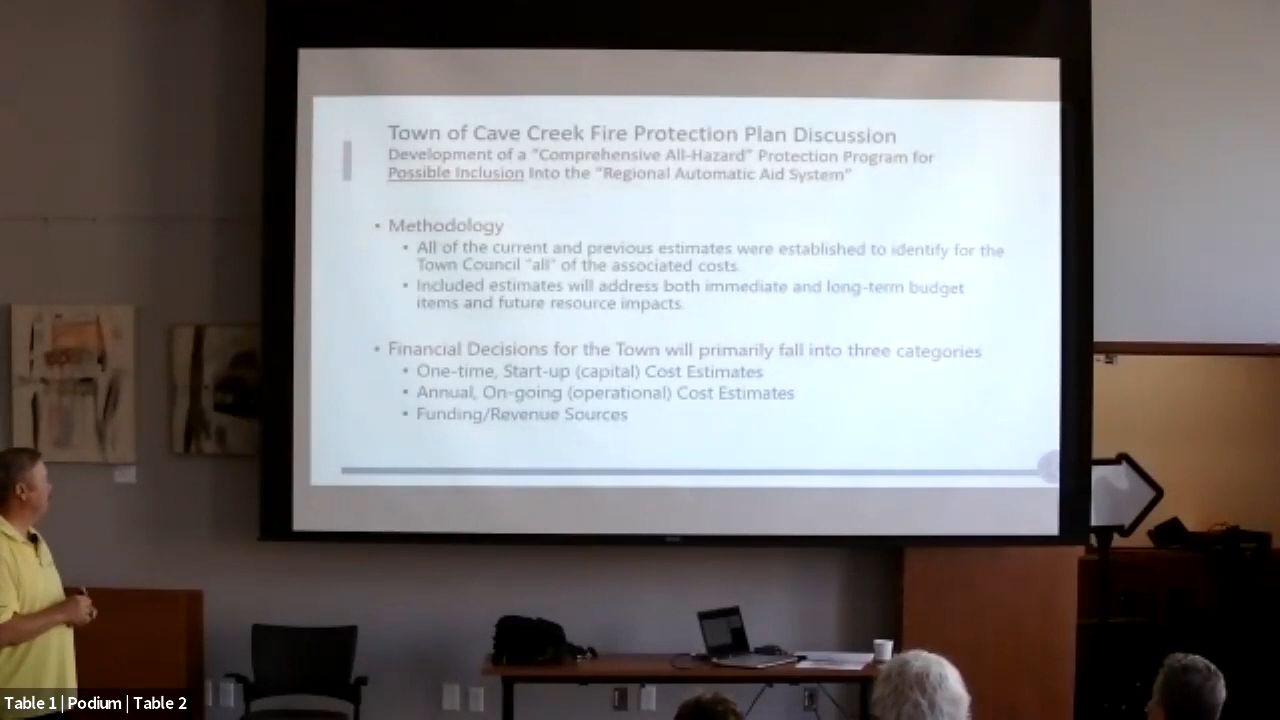 Town of Cave Creek Fire Protection Plan Discussion
Development of a "Comprehensive All-Hazard" Protection Program for
Possible Inclusion Into the "Regional Automatic Aid System"
• Methodology
• All of the current and previous estimates were established to identify for the
Town Council "all" of the associated costs.
• Included estimates will address both immediate and long-term budget
items and future resource impacts.
• Financial Decisions for the Town will primarily fall into three categories
• One-time, Start-up (capital) Cost Estimates
• Annual, On-going (operational) Cost Estimates
• Funding/Revenue Sources
Table 1 | Podium | Table 2